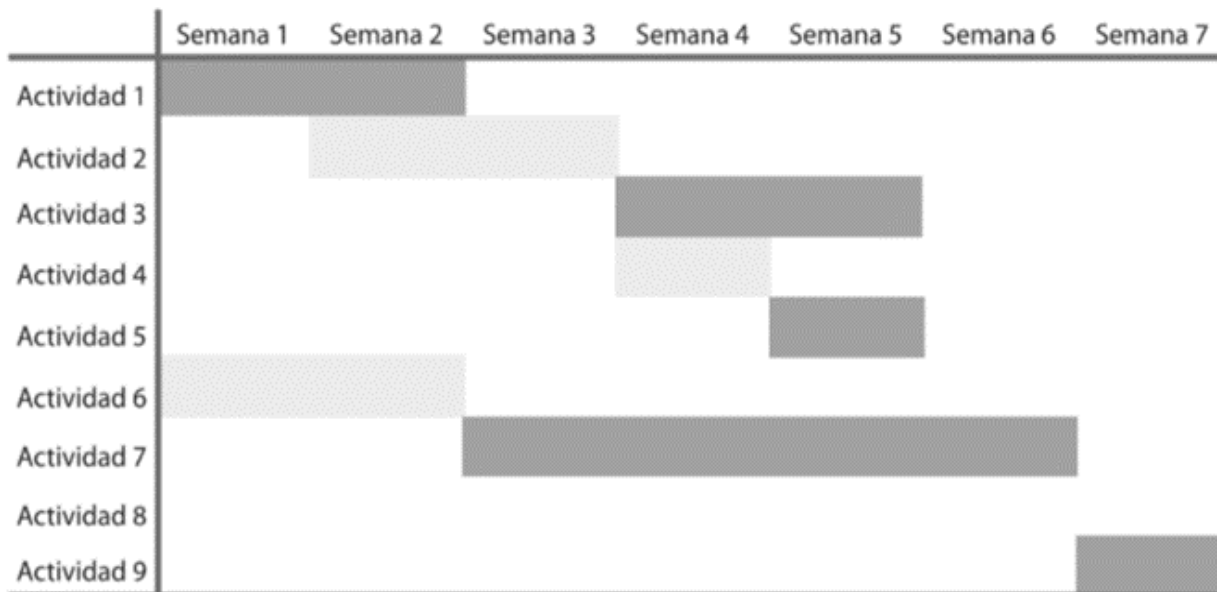 Semana 1 Semana 2 Semana 3 Semana 4 Semana 5 Semana 6 Semana 7
Actividad 1
Actividad 2
Actividad 3
Actividad 4
Actividad 5
Actividad 6
Actividad 7
Actividad 8
Actividad 9